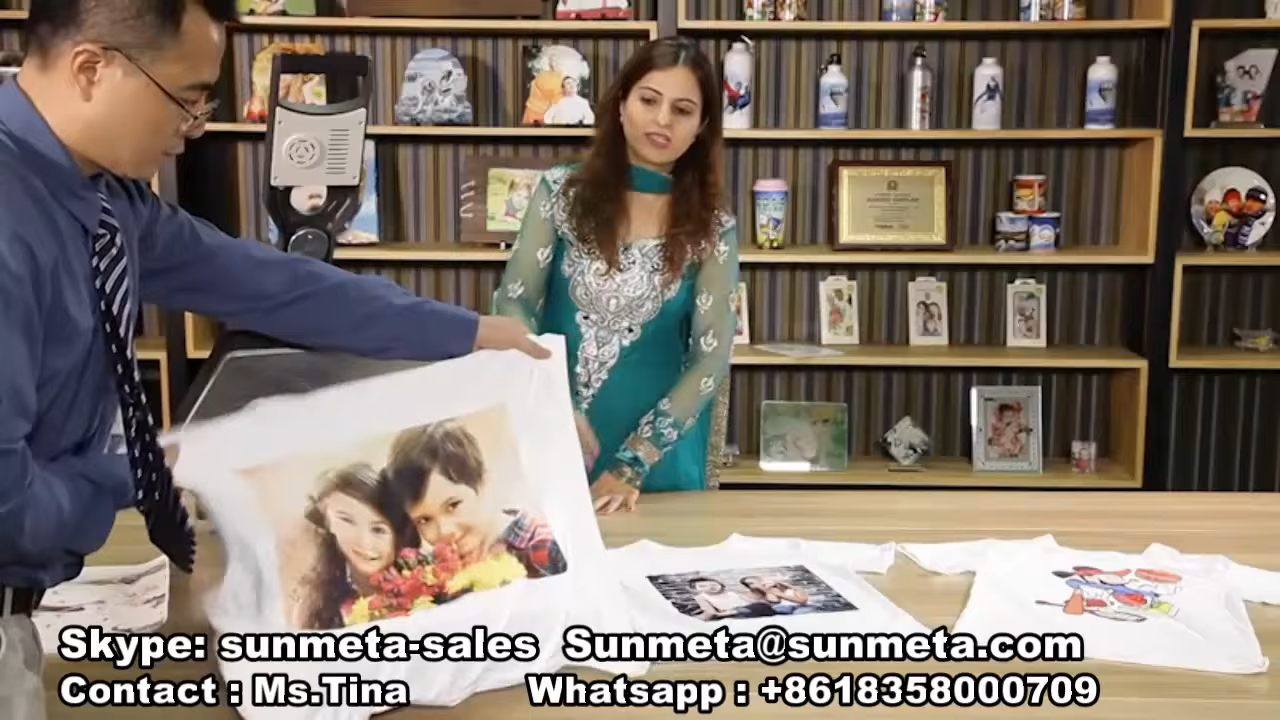 Skype: sunmeta-sales Sunmeta@sunmeta.com
Contact : Ms.Tina Whatsapp : +8618358000709